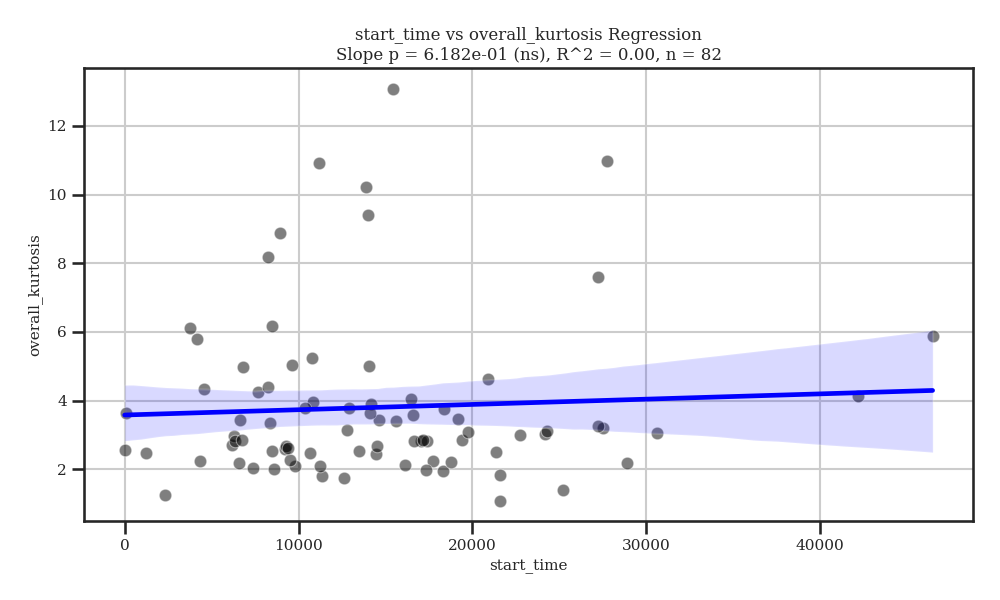 start_time vs overall_kurtosis Regression
Slope p = 6.182e-01 (ns), R^2 = 0.00, n = 82
12
10
8
6
4
2
overall_kurtosis
0
10000
20000
30000
40000
start_time